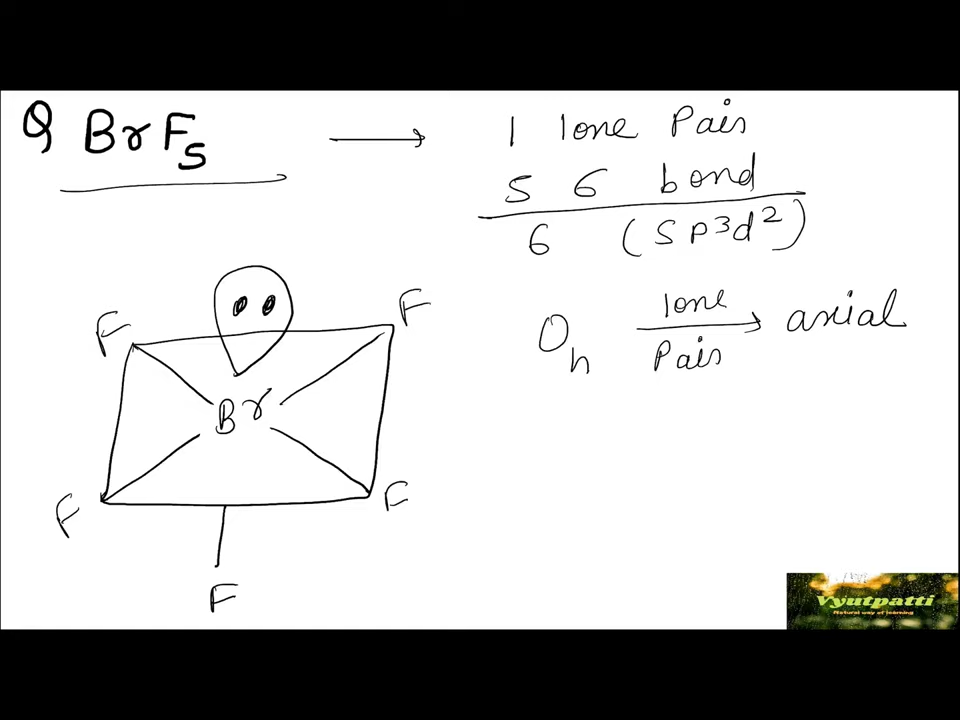 Q BrF5
1 lone Pair
5 6 bond
6 (sp3d2)
Oh lone Pair → axial
F F
Br
F F
F
Vyutpatti
Natural way of learning